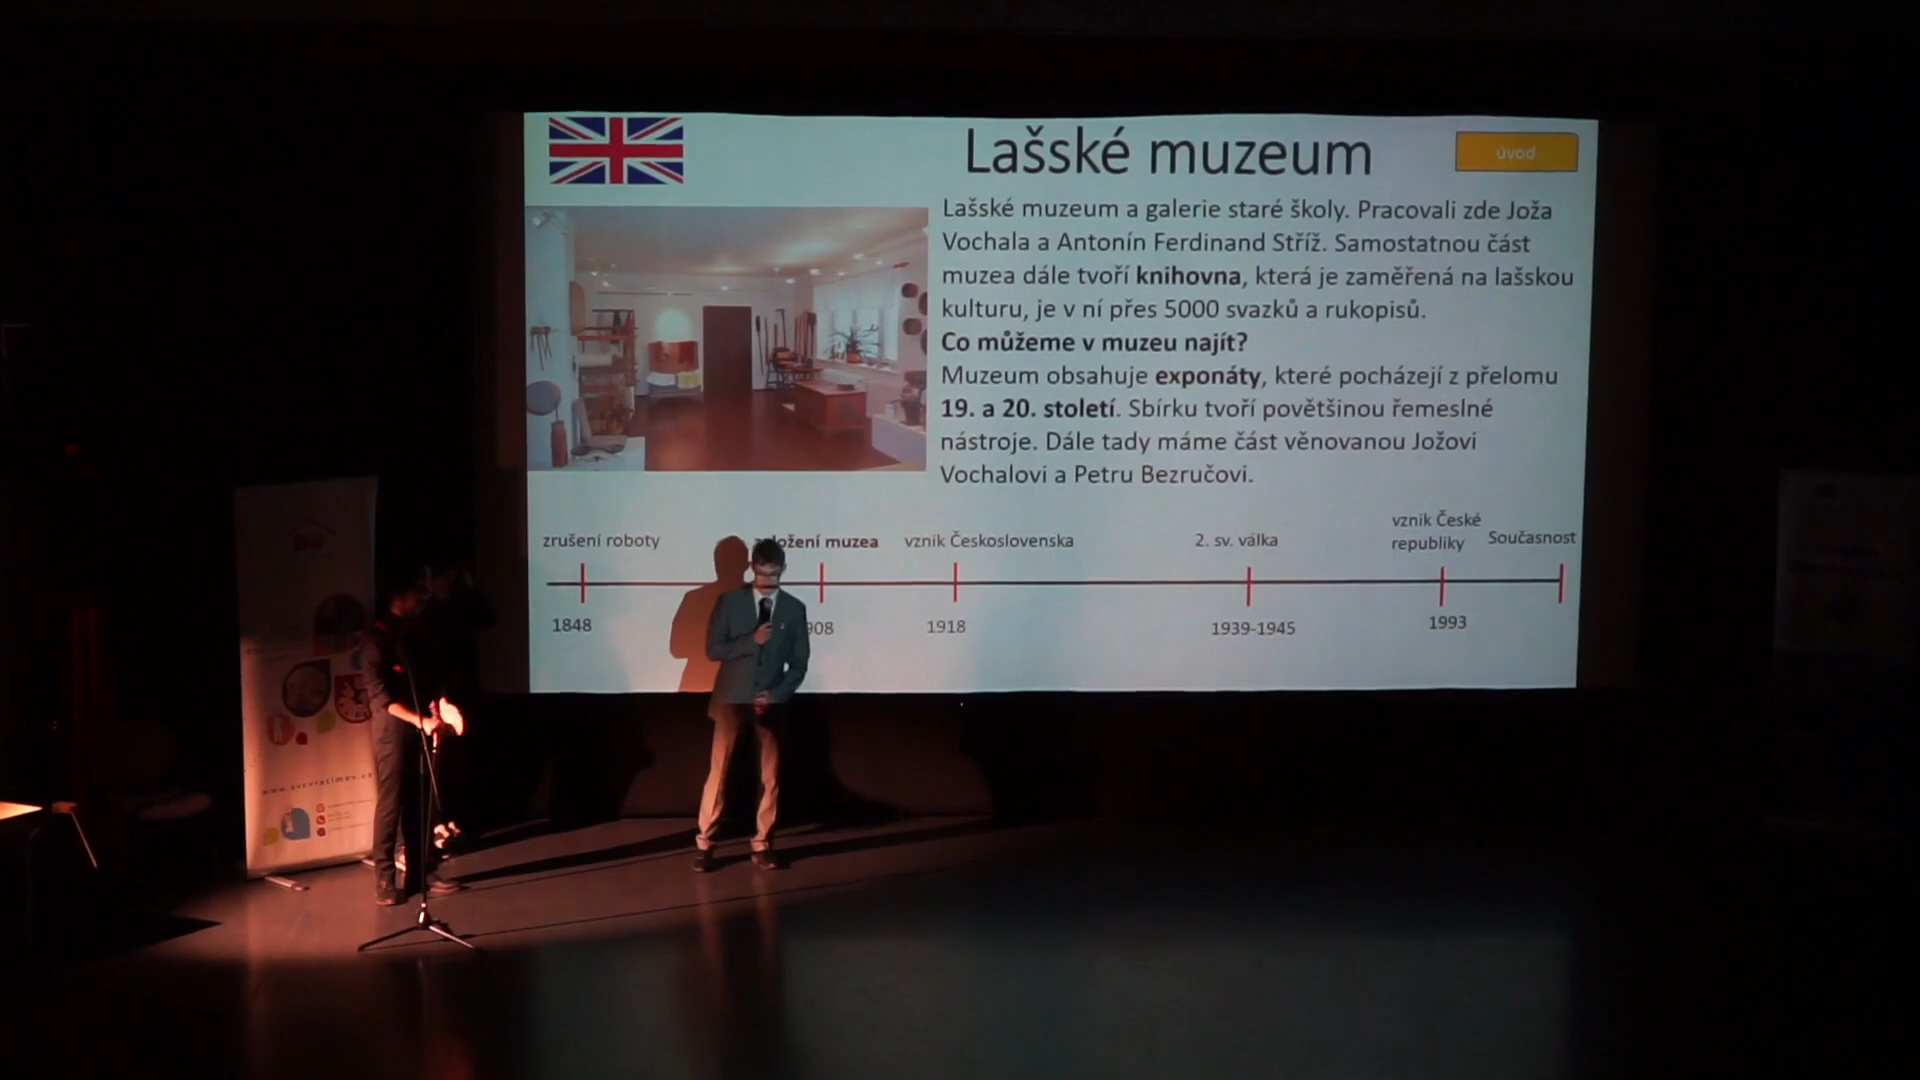 Lašské muzeum
úvod
Lašské muzeum a galerie staré školy. Pracovali zde Joža
Vochala a Antonín Ferdinand Stříž. Samostatnou část
muzea dále tvoří knihovna, která je zaměřená na lašskou
kulturu, je v ní přes 5000 svazků a rukopisů.
Co můžeme v muzeu najít?
Muzeum obsahuje exponáty, které pocházejí z přelomu
19. a 20. století. Sbírku tvoří povětšinou řemeslné
nástroje. Dále tady máme část věnovanou Jožovi
Vochalovi a Petru Bezručovi.
zrušení roboty
muzea
vznik Československa
2. sv. válka
vznik České
republiky
Současnost
1848
1918
1939-1945
1993